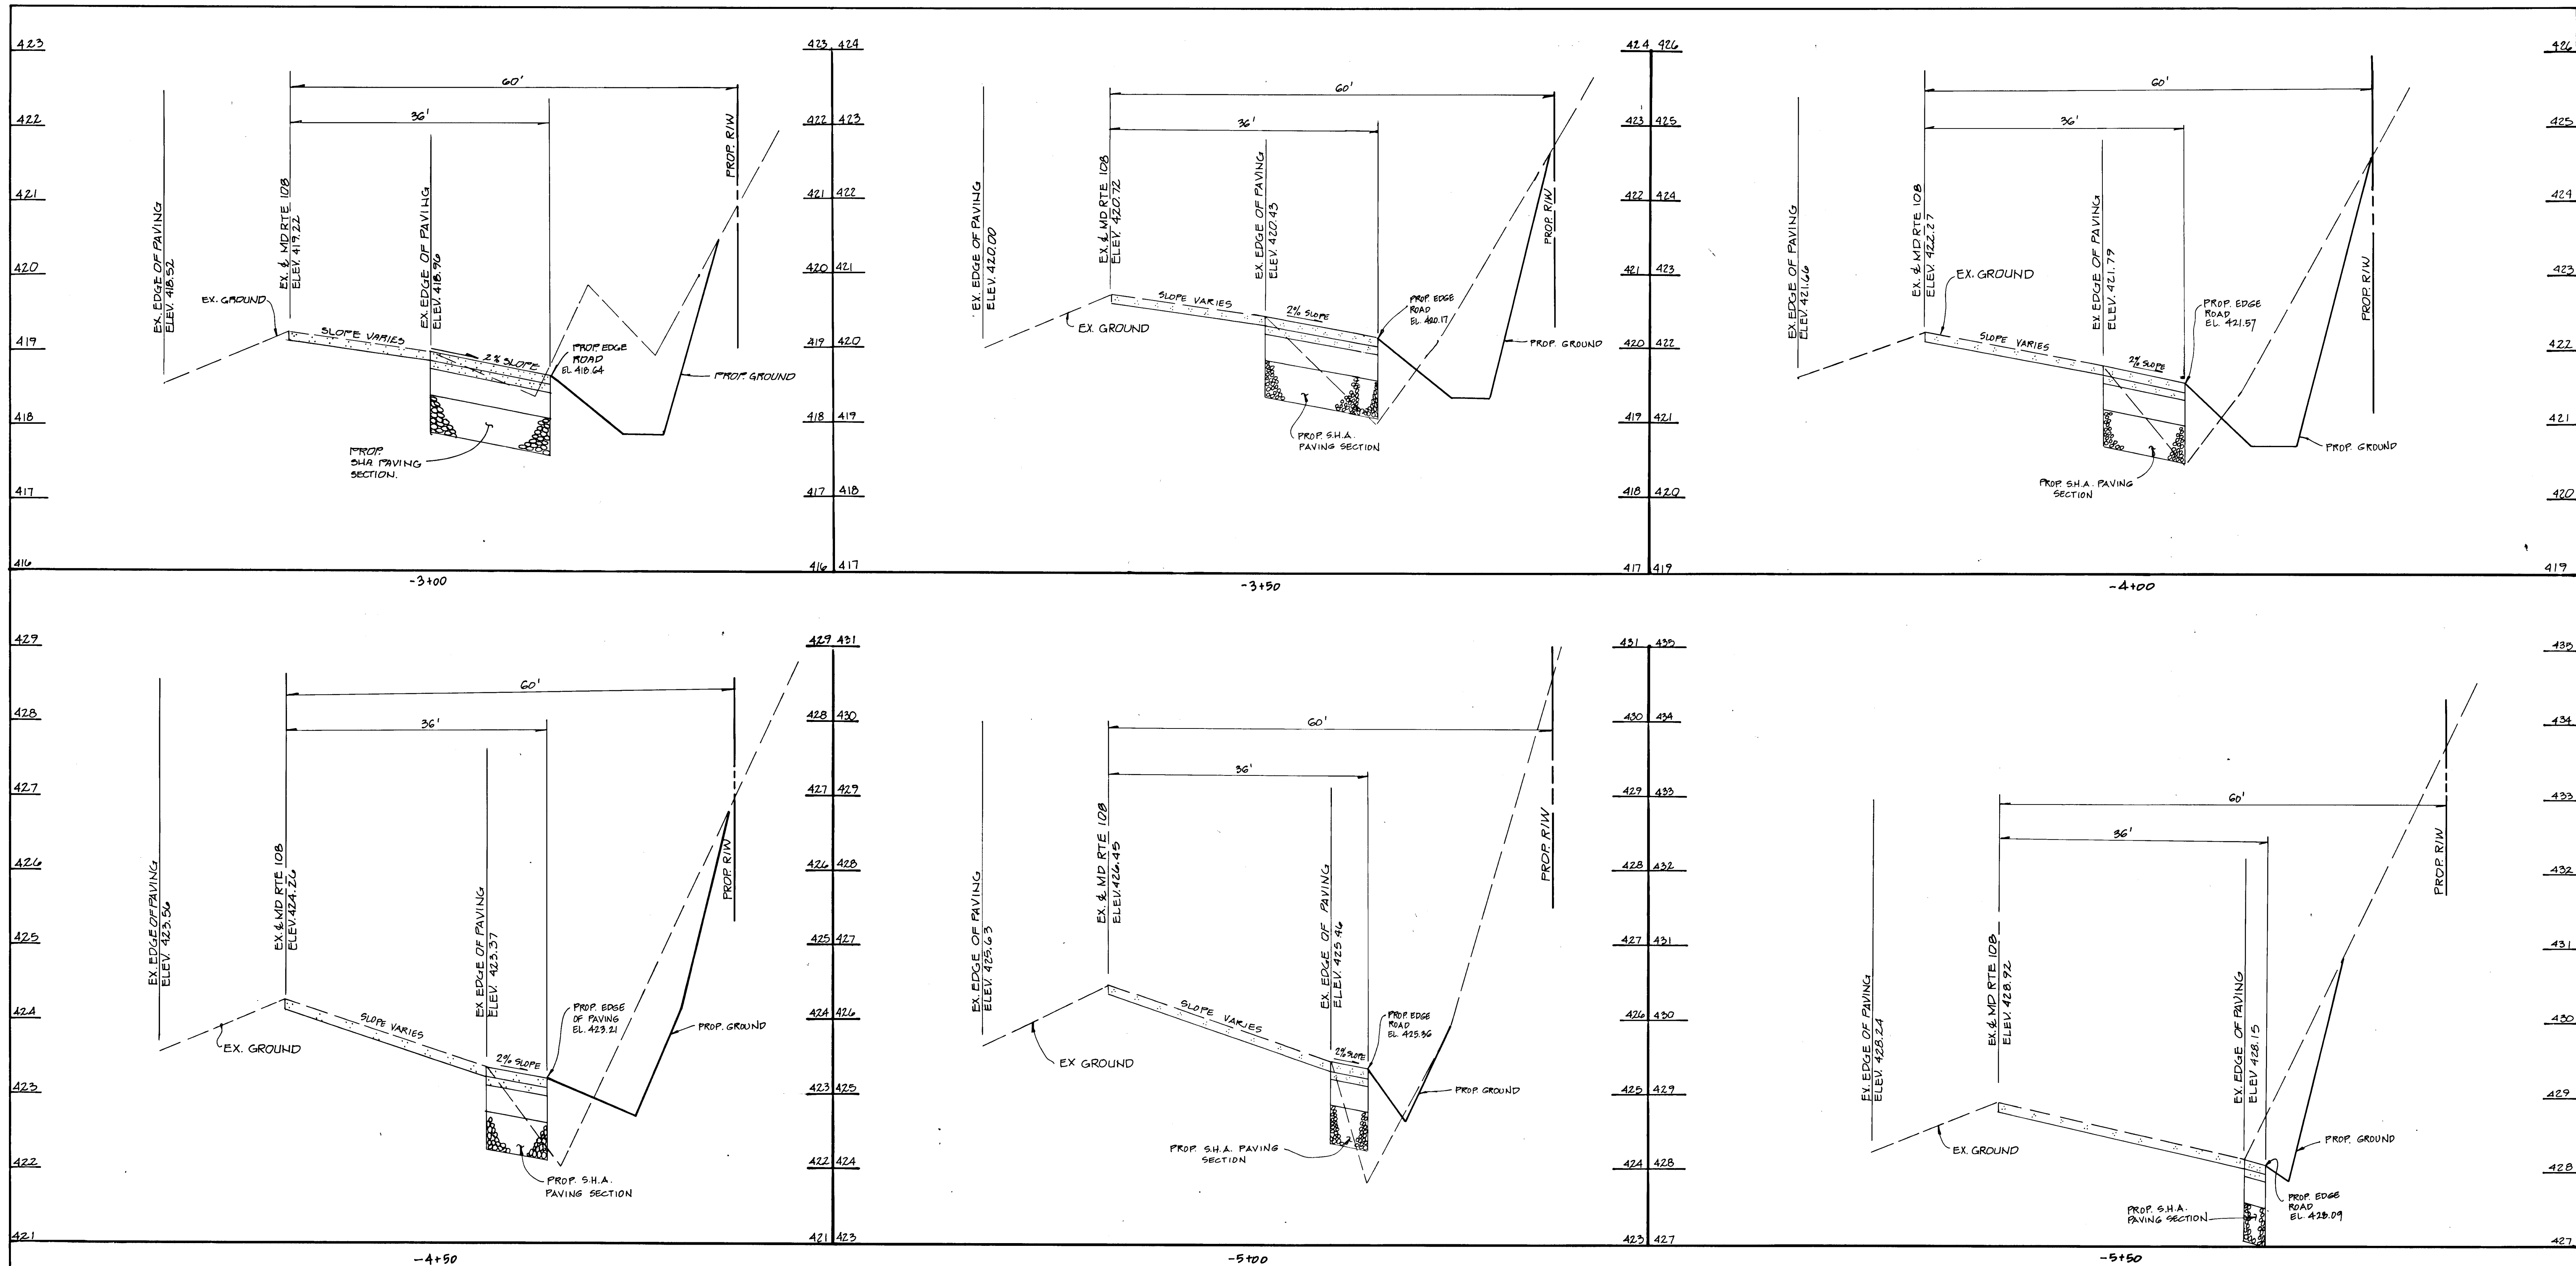 423
422
421
420
419
418
417
416
60'
36'
EX. EDGE OF PAVING
ELEV. 418.52
EX. ℄ MD RTE 108
ELEV. 419.22
EX. EDGE OF PAVING
ELEV. 418.96
PROP. R/W
EX. GROUND
SLOPE VARIES
2% SLOPE
PROP. EDGE
ROAD
EL 418.64
PROP. GROUND
PROP.
SHA PAVING
SECTION.
-3+00
423 424
422 423
421 422
420 421
419 420
418 419
417 418
416 417
60'
36'
EX. EDGE OF PAVING
ELEV. 420.00
EX. ℄ MD RTE 108
ELEV. 420.72
EX. EDGE OF PAVING
ELEV. 420.43
PROP. R/W
EX. GROUND
SLOPE VARIES
2% SLOPE
PROP. EDGE
ROAD
EL. 420.17
PROP. GROUND
PROP. S.H.A.
PAVING SECTION
-3+50
424 426
423 425
422 424
421 423
420 422
419 421
418 420
417 419
60'
36'
EX. EDGE OF PAVING
ELEV. 421.66
EX. ℄ MD RTE 108
ELEV. 422.27
EX. EDGE OF PAVING
ELEV. 421.79
PROP. R/W
EX. GROUND
SLOPE VARIES
2% SLOPE
PROP. EDGE
ROAD
EL. 421.57
PROP. GROUND
PROP. S.H.A. PAVING
SECTION
-4+00
426
425
424
423
422
421
420
419
429
428
427
426
425
424
423
422
421
60'
36'
EX. EDGE OF PAVING
ELEV. 423.56
EX. ℄ MD RTE 108
ELEV. 424.26
EX EDGE OF PAVING
ELEV. 423.37
PROP. R/W
EX. GROUND
SLOPE VARIES
2% SLOPE
PROP. EDGE
OF PAVING
EL. 423.21
PROP. GROUND
PROP. S.H.A.
PAVING SECTION
-4+50
429 431
428 430
427 429
426 428
425 427
424 426
423 425
422 424
421 423
60'
36'
EX. EDGE OF PAVING
ELEV. 425.63
EX. ℄ MD RTE 108
ELEV. 426.45
EX. EDGE OF PAVING
ELEV. 425.46
PROP. R/W
EX GROUND
SLOPE VARIES
2% SLOPE
PROP. EDGE
ROAD
EL. 425.36
PROP. GROUND
PROP. S.H.A. PAVING
SECTION
-5+00
431 435
430 434
429 433
428 432
427 431
426 430
425 429
424 428
423 427
60'
36'
EX. EDGE OF PAVING
ELEV. 428.24
EX. ℄ MD RTE 108
ELEV. 428.92
EX. EDGE OF PAVING
ELEV 428.15
PROP. R/W
EX. GROUND
PROP. GROUND
PROP. EDGE
ROAD
EL. 428.09
PROP. S.H.A.
PAVING SECTION
-5+50
435
434
433
432
431
430
429
428
427